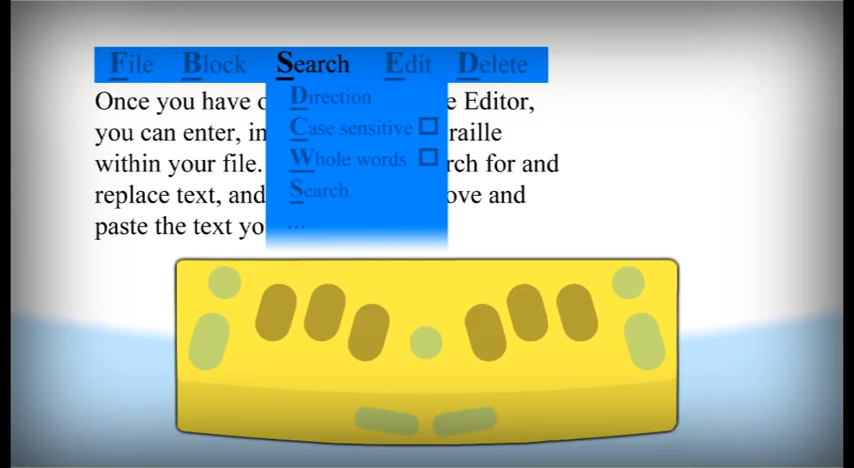 File Block Search Edit Delete
Once you have o Direction e Editor,
you can enter, in Case sensitive raille
within your file. Whole words rch for and
replace text, and Search ove and
paste the text yo ...